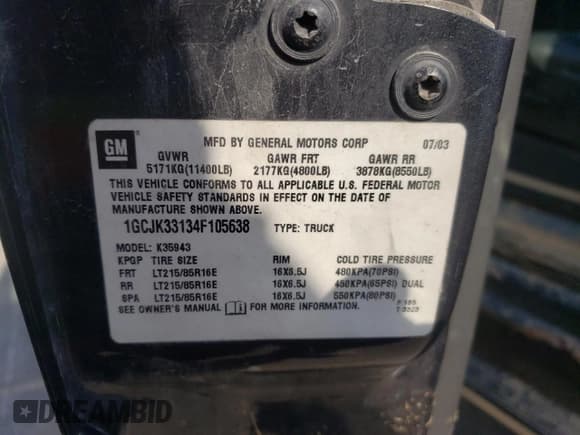 GM
MFD BY GENERAL MOTORS CORP 07/03
GVWR GAWR FRT GAWR RR
5171KG(11400LB) 2177KG(4800LB) 3878KG(8550LB)
THIS VEHICLE CONFORMS TO ALL APPLICABLE U.S. FEDERAL MOTOR
VEHICLE SAFETY STANDARDS IN EFFECT ON THE DATE OF
MANUFACTURE SHOWN ABOVE.
1GCJK33134F105638 TYPE: TRUCK
MODEL: K35943
KPGP TIRE SIZE RIM COLD TIRE PRESSURE
FRT LT215/85R16E 16X6.5J 480KPA(70PSI)
RR LT215/85R16E 16X6.5J 450KPA(65PSI) DUAL
SPA LT215/85R16E 16X6.5J 550KPA(80PSI)
SEE OWNER'S MANUAL FOR MORE INFORMATION.
DREAMBID